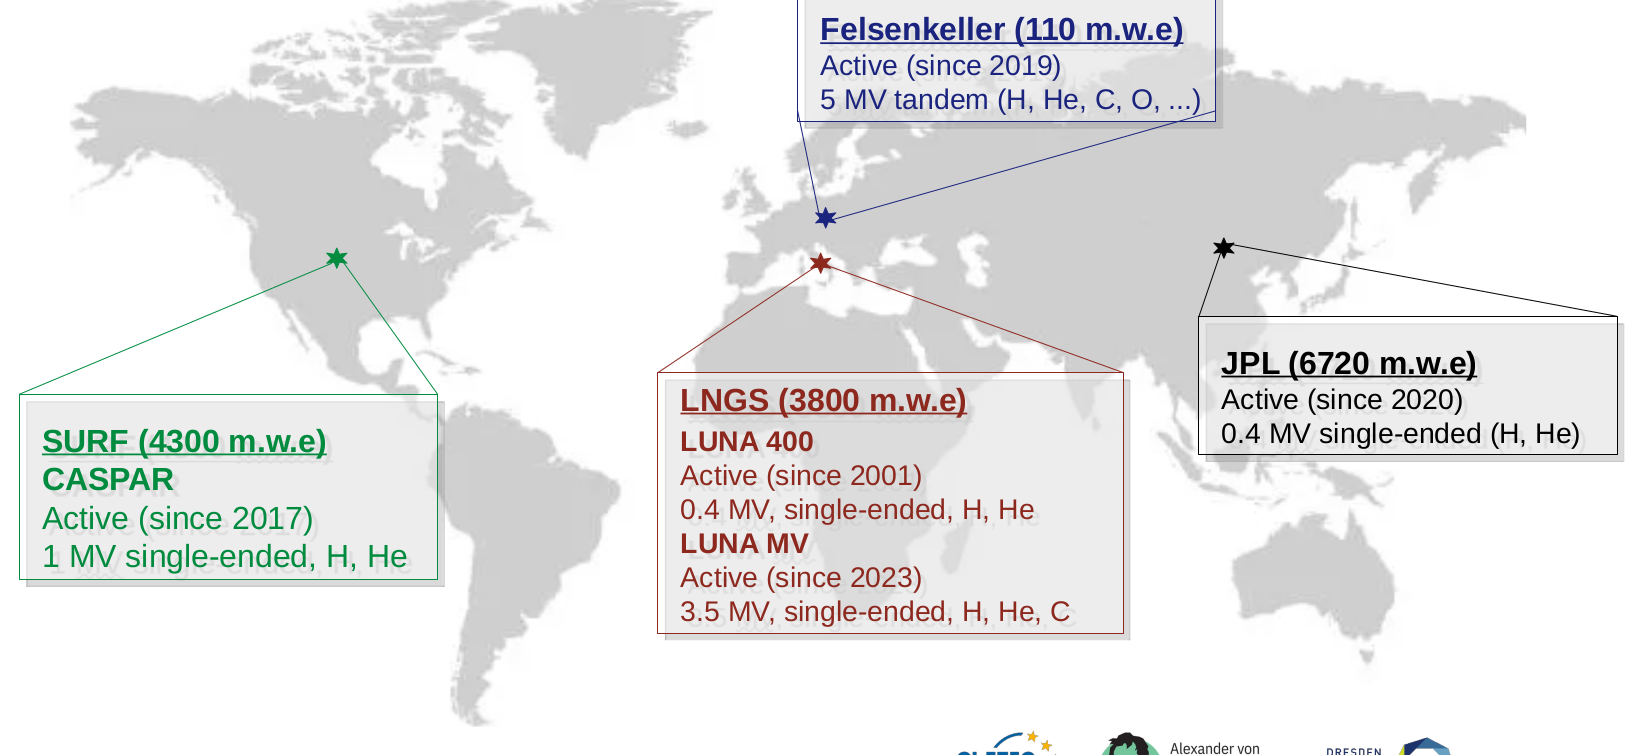 Felsenkeller (110 m.w.e)
Active (since 2019)
5 MV tandem (H, He, C, O, ...)
JPL (6720 m.w.e)
Active (since 2020)
0.4 MV single-ended (H, He)
LNGS (3800 m.w.e)
LUNA 400
Active (since 2001)
0.4 MV, single-ended, H, He
LUNA MV
Active (since 2023)
3.5 MV, single-ended, H, He, C
SURF (4300 m.w.e)
CASPAR
Active (since 2017)
1 MV single-ended, H, He
Alexander von
DRESDEN